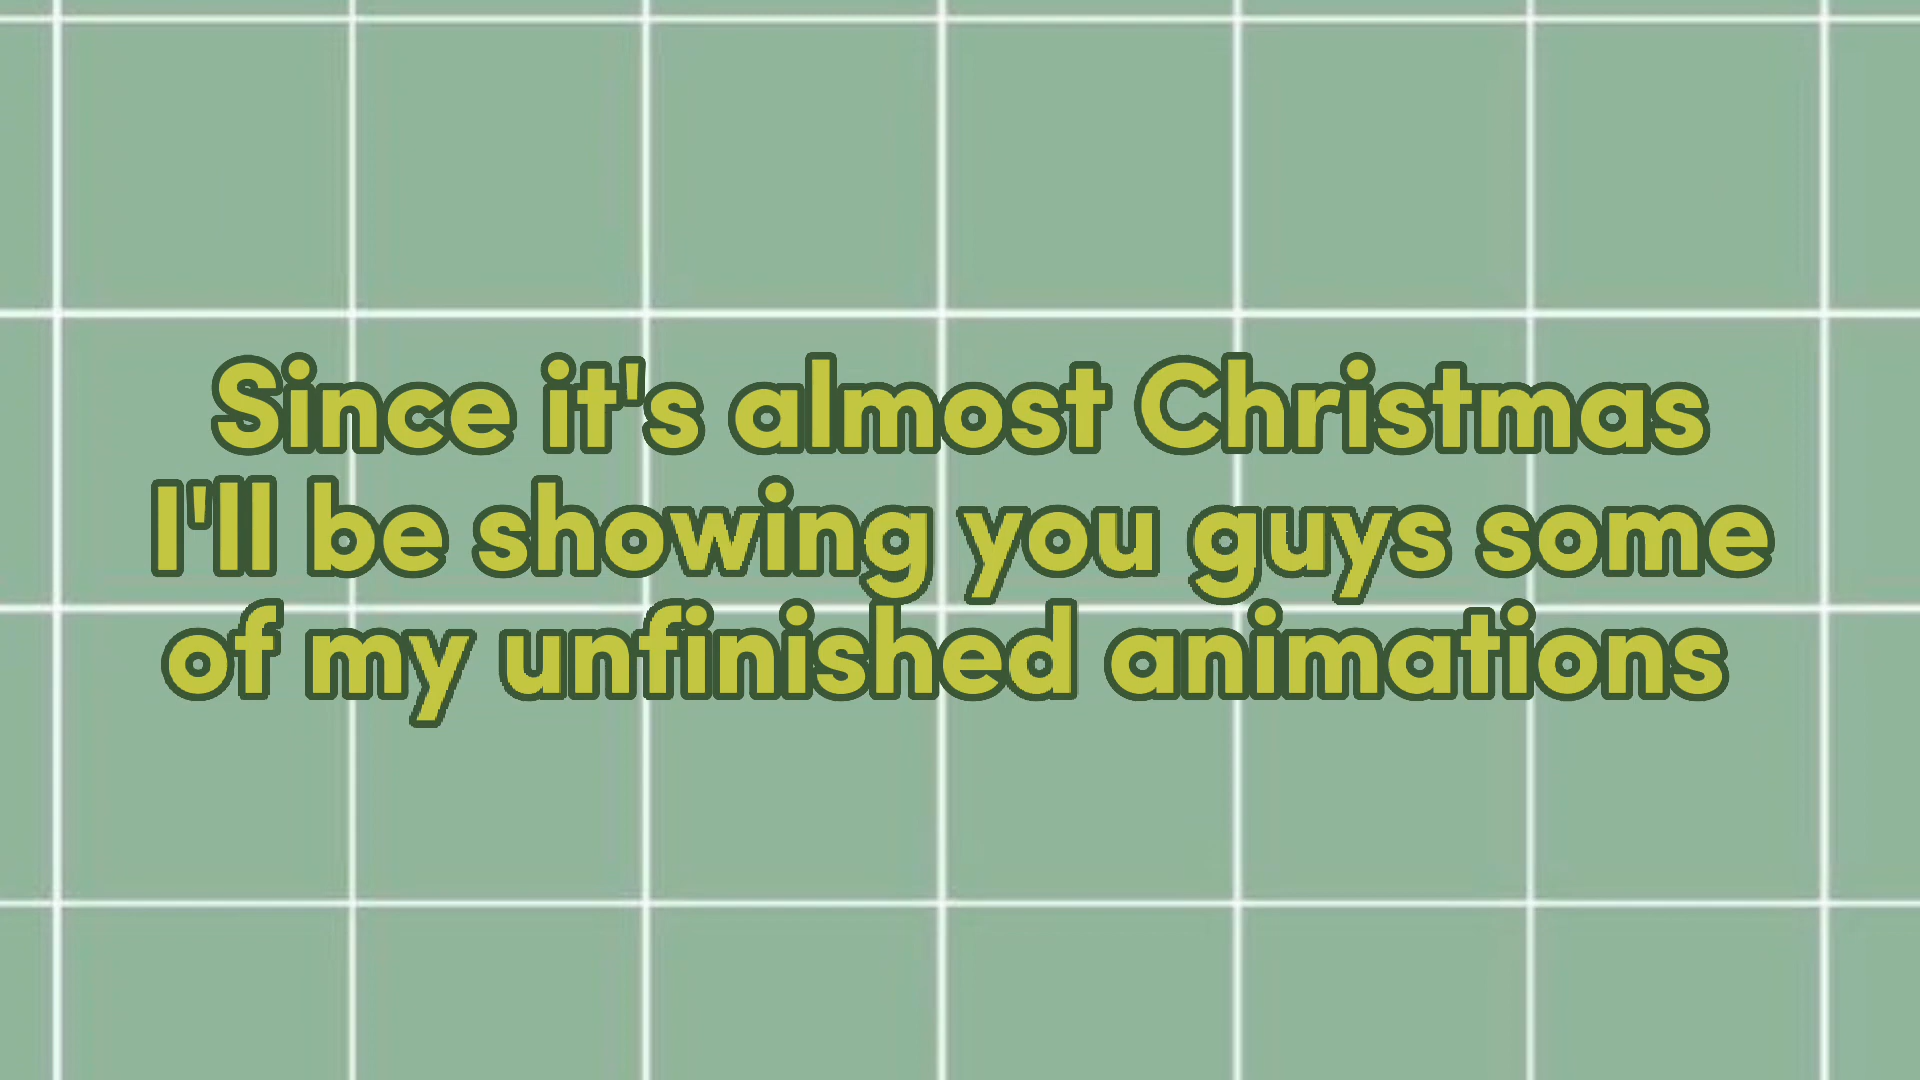 Since it's almost Christmas
I'll be showing you guys some
of my unfinished animations